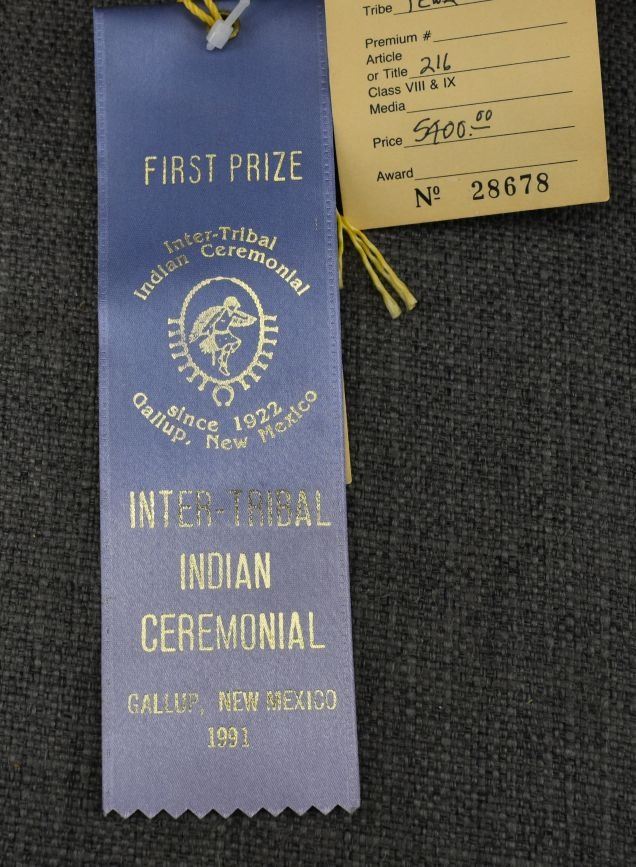 FIRST PRIZE
Inter-Tribal
Indian Ceremonial
since 1922
Gallup, New Mexico
INTER-TRIBAL
INDIAN
CEREMONIAL
GALLUP, NEW MEXICO
1991
Tribe
Premium #
Article
or Title 216
Class VIII & IX
Media
Price 5400.00
Award
Nº 28678